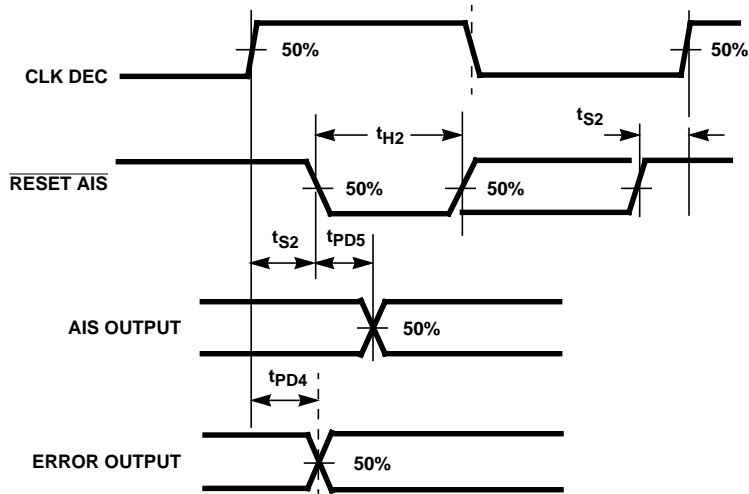 50%
50%
CLK DEC
tS2
tH2
RESET AIS
50%
50%
tS2
tPD5
AIS OUTPUT
50%
tPD4
ERROR OUTPUT
50%